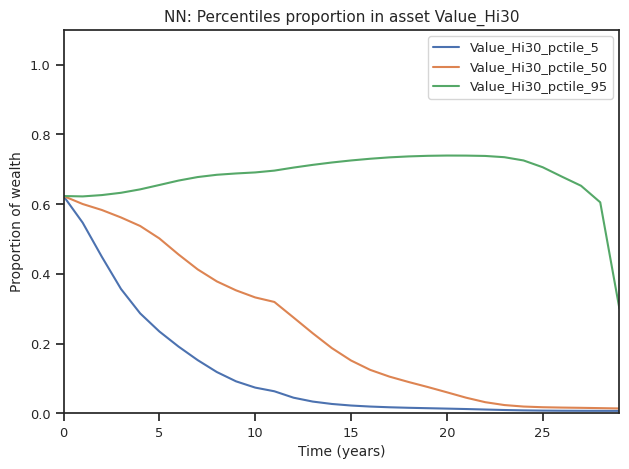 NN: Percentiles proportion in asset Value_Hi30
Value_Hi30_pctile_5
Value_Hi30_pctile_50
Value_Hi30_pctile_95
Proportion of wealth
1.0
0.8
0.6
0.4
0.2
0.0
0 5 10 15 20 25
Time (years)